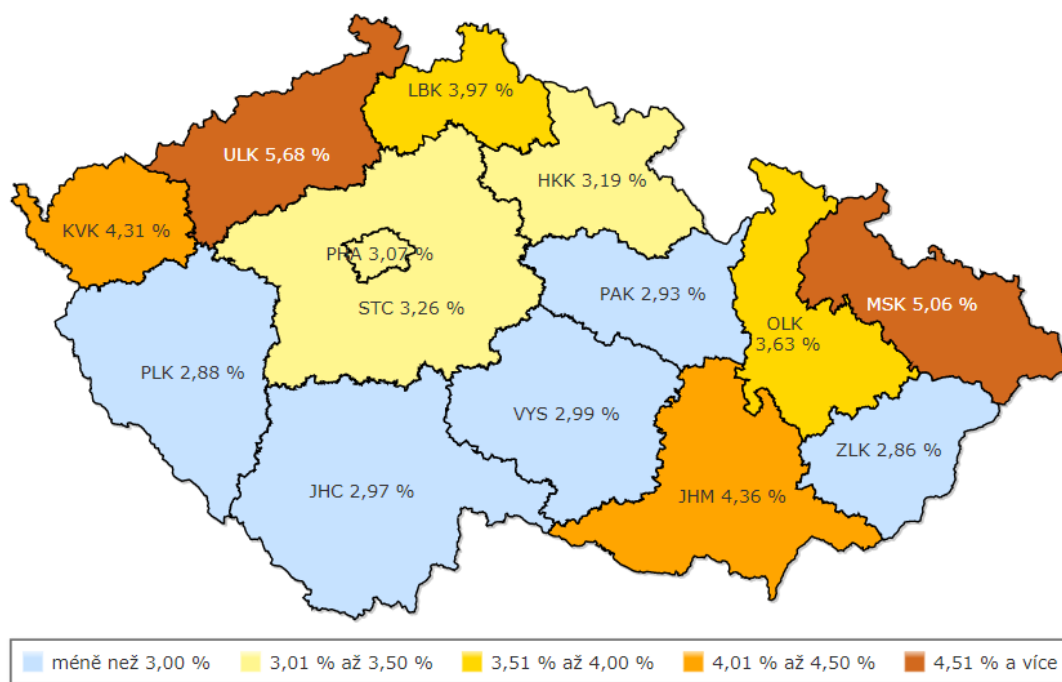 LBK 3,97 %
ULK 5,68 %
HKK 3,19 %
KVK 4,31 %
PHA 3,07 %
PAK 2,93 %
MSK 5,06 %
STC 3,26 %
OLK
3,63 %
PLK 2,88 %
VYS 2,99 %
ZLK 2,86 %
JHC 2,97 %
JHM 4,36 %
méně než 3,00 %
3,01 % až 3,50 %
3,51 % až 4,00 %
4,01 % až 4,50 %
4,51 % a více